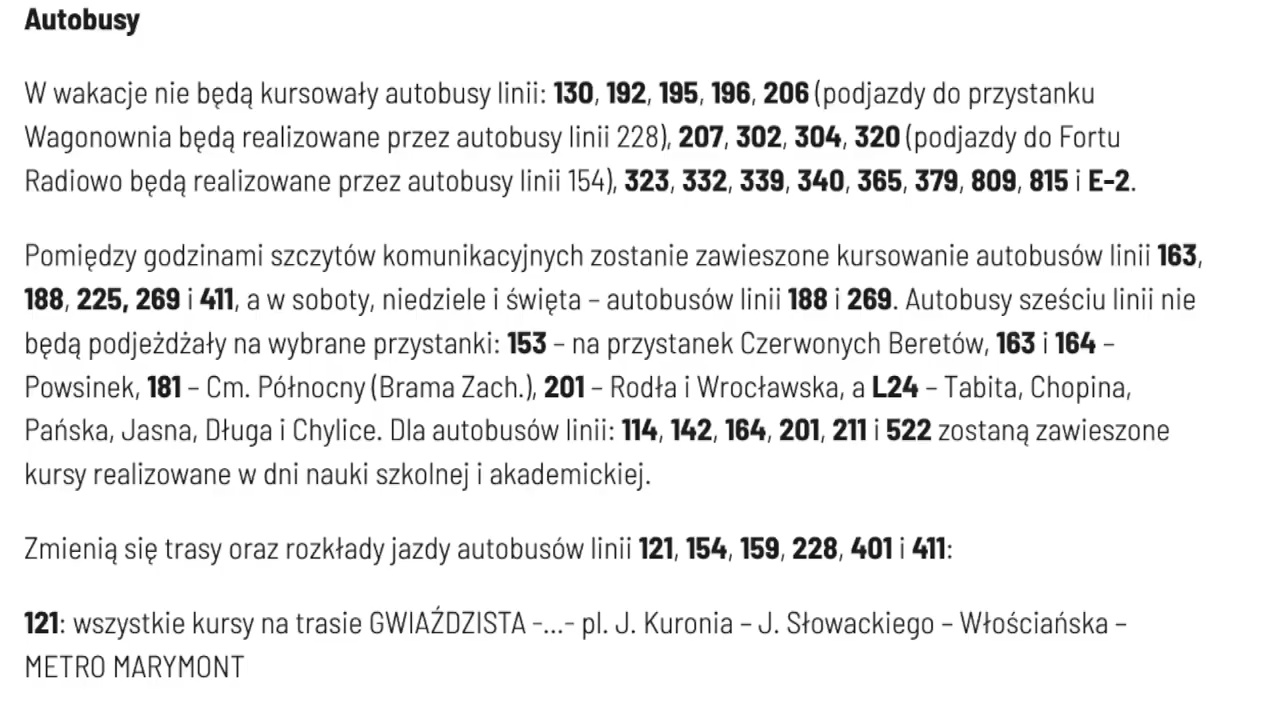 Autobusy
W wakacje nie będą kursowały autobusy linii: 130, 192, 195, 196, 206 (podjazdy do przystanku
Wagonownia będą realizowane przez autobusy linii 228), 207, 302, 304, 320 (podjazdy do Fortu
Radiowo będą realizowane przez autobusy linii 154), 323, 332, 339, 340, 365, 379, 809, 815 i E-2.
Pomiędzy godzinami szczytów komunikacyjnych zostanie zawieszone kursowanie autobusów linii 163,
188, 225, 269 i 411, a w soboty, niedziele i święta – autobusów linii 188 i 269. Autobusy sześciu linii nie
będą podjeżdżały na wybrane przystanki: 153 – na przystanek Czerwonych Beretów, 163 i 164 –
Powsinek, 181 – Cm. Północny (Brama Zach.), 201 – Rodła i Wrocławska, a L24 – Tabita, Chopina,
Pańska, Jasna, Długa i Chylice. Dla autobusów linii: 114, 142, 164, 201, 211 i 522 zostaną zawieszone
kursy realizowane w dni nauki szkolnej i akademickiej.
Zmienią się trasy oraz rozkłady jazdy autobusów linii 121, 154, 159, 228, 401 i 411:
121: wszystkie kursy na trasie GWIAŹDZISTA -...- pl. J. Kuronia – J. Słowackiego – Włościańska –
METRO MARYMONT